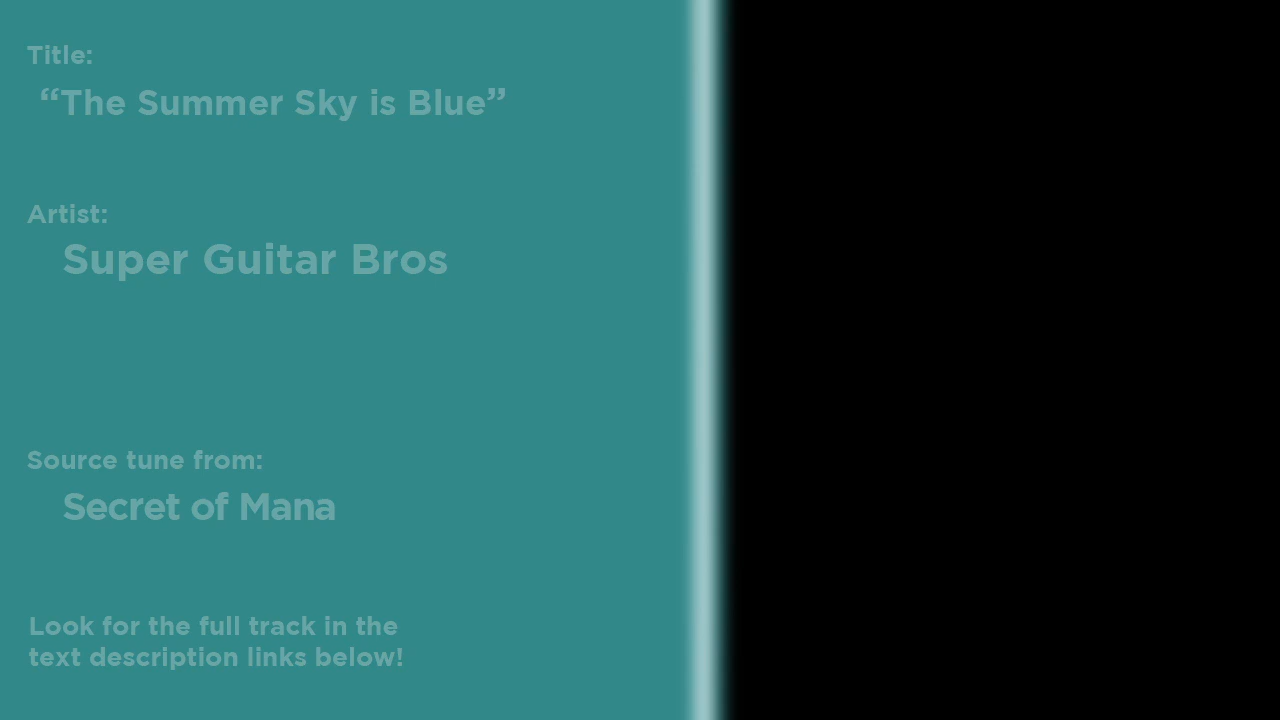 Title:
“The Summer Sky is Blue”
Artist:
Super Guitar Bros
Source tune from:
Secret of Mana
Look for the full track in the
text description links below!